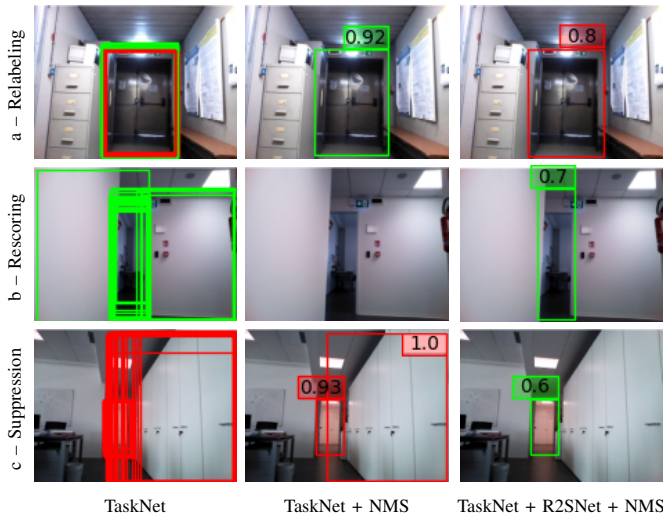 a – Relabeling
0.92
0.8
b – Rescoring
0.7
c – Suppression
1.0
0.93
0.6
TaskNet
TaskNet + NMS
TaskNet + R2SNet + NMS